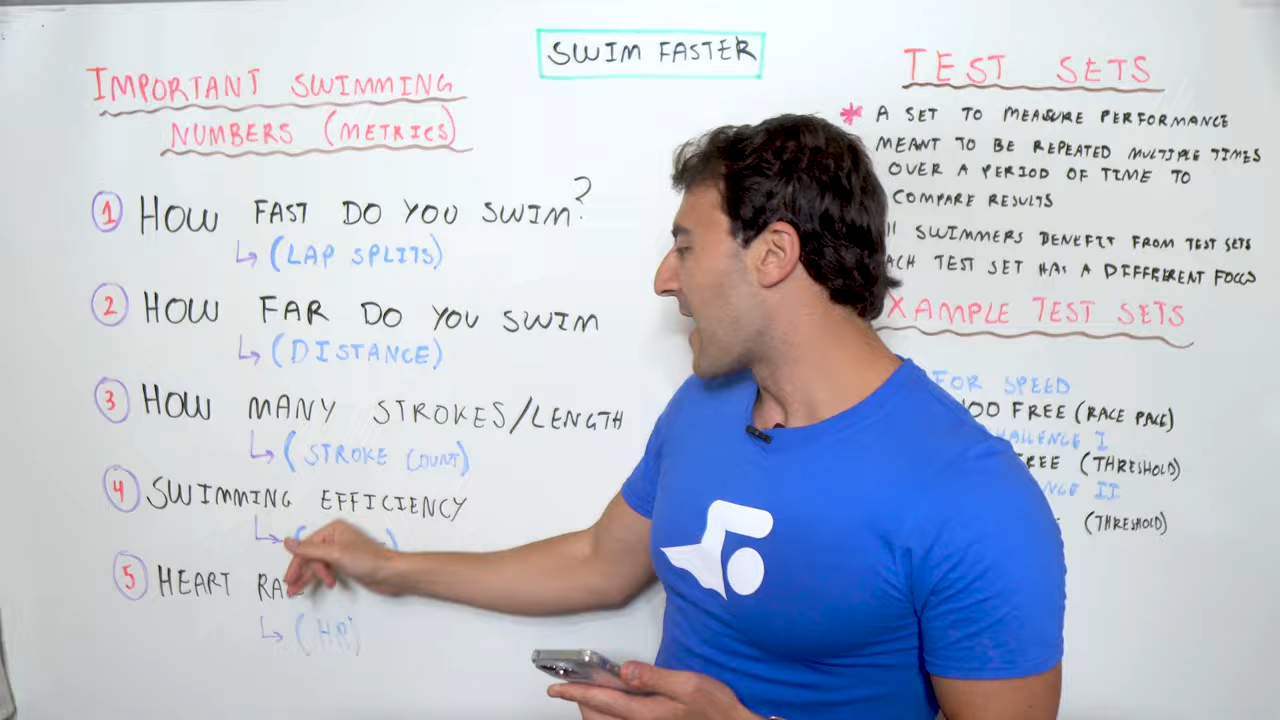 SWIM FASTER
IMPORTANT SWIMMING
NUMBERS (METRICS)
1 HOW FAST DO YOU SWIM?
(LAP SPLITS)
2 HOW FAR DO YOU SWIM
(DISTANCE)
3 HOW MANY STROKES/LENGTH
(STROKE COUNT)
4 SWIMMING EFFICIENCY
5 HEART
(HR)
TEST SETS
* A SET TO MEASURE PERFORMANCE
MEANT TO BE REPEATED MULTIPLE TIMES
OVER A PERIOD OF TIME TO
COMPARE RESULTS
SWIMMERS BENEFIT FROM TEST SETS
TEST SET HAS A DIFFERENT FOCUS
TEST SETS
FOR SPEED
FREE (RACE PACE)
I
(THRESHOLD)
II
(THRESHOLD)